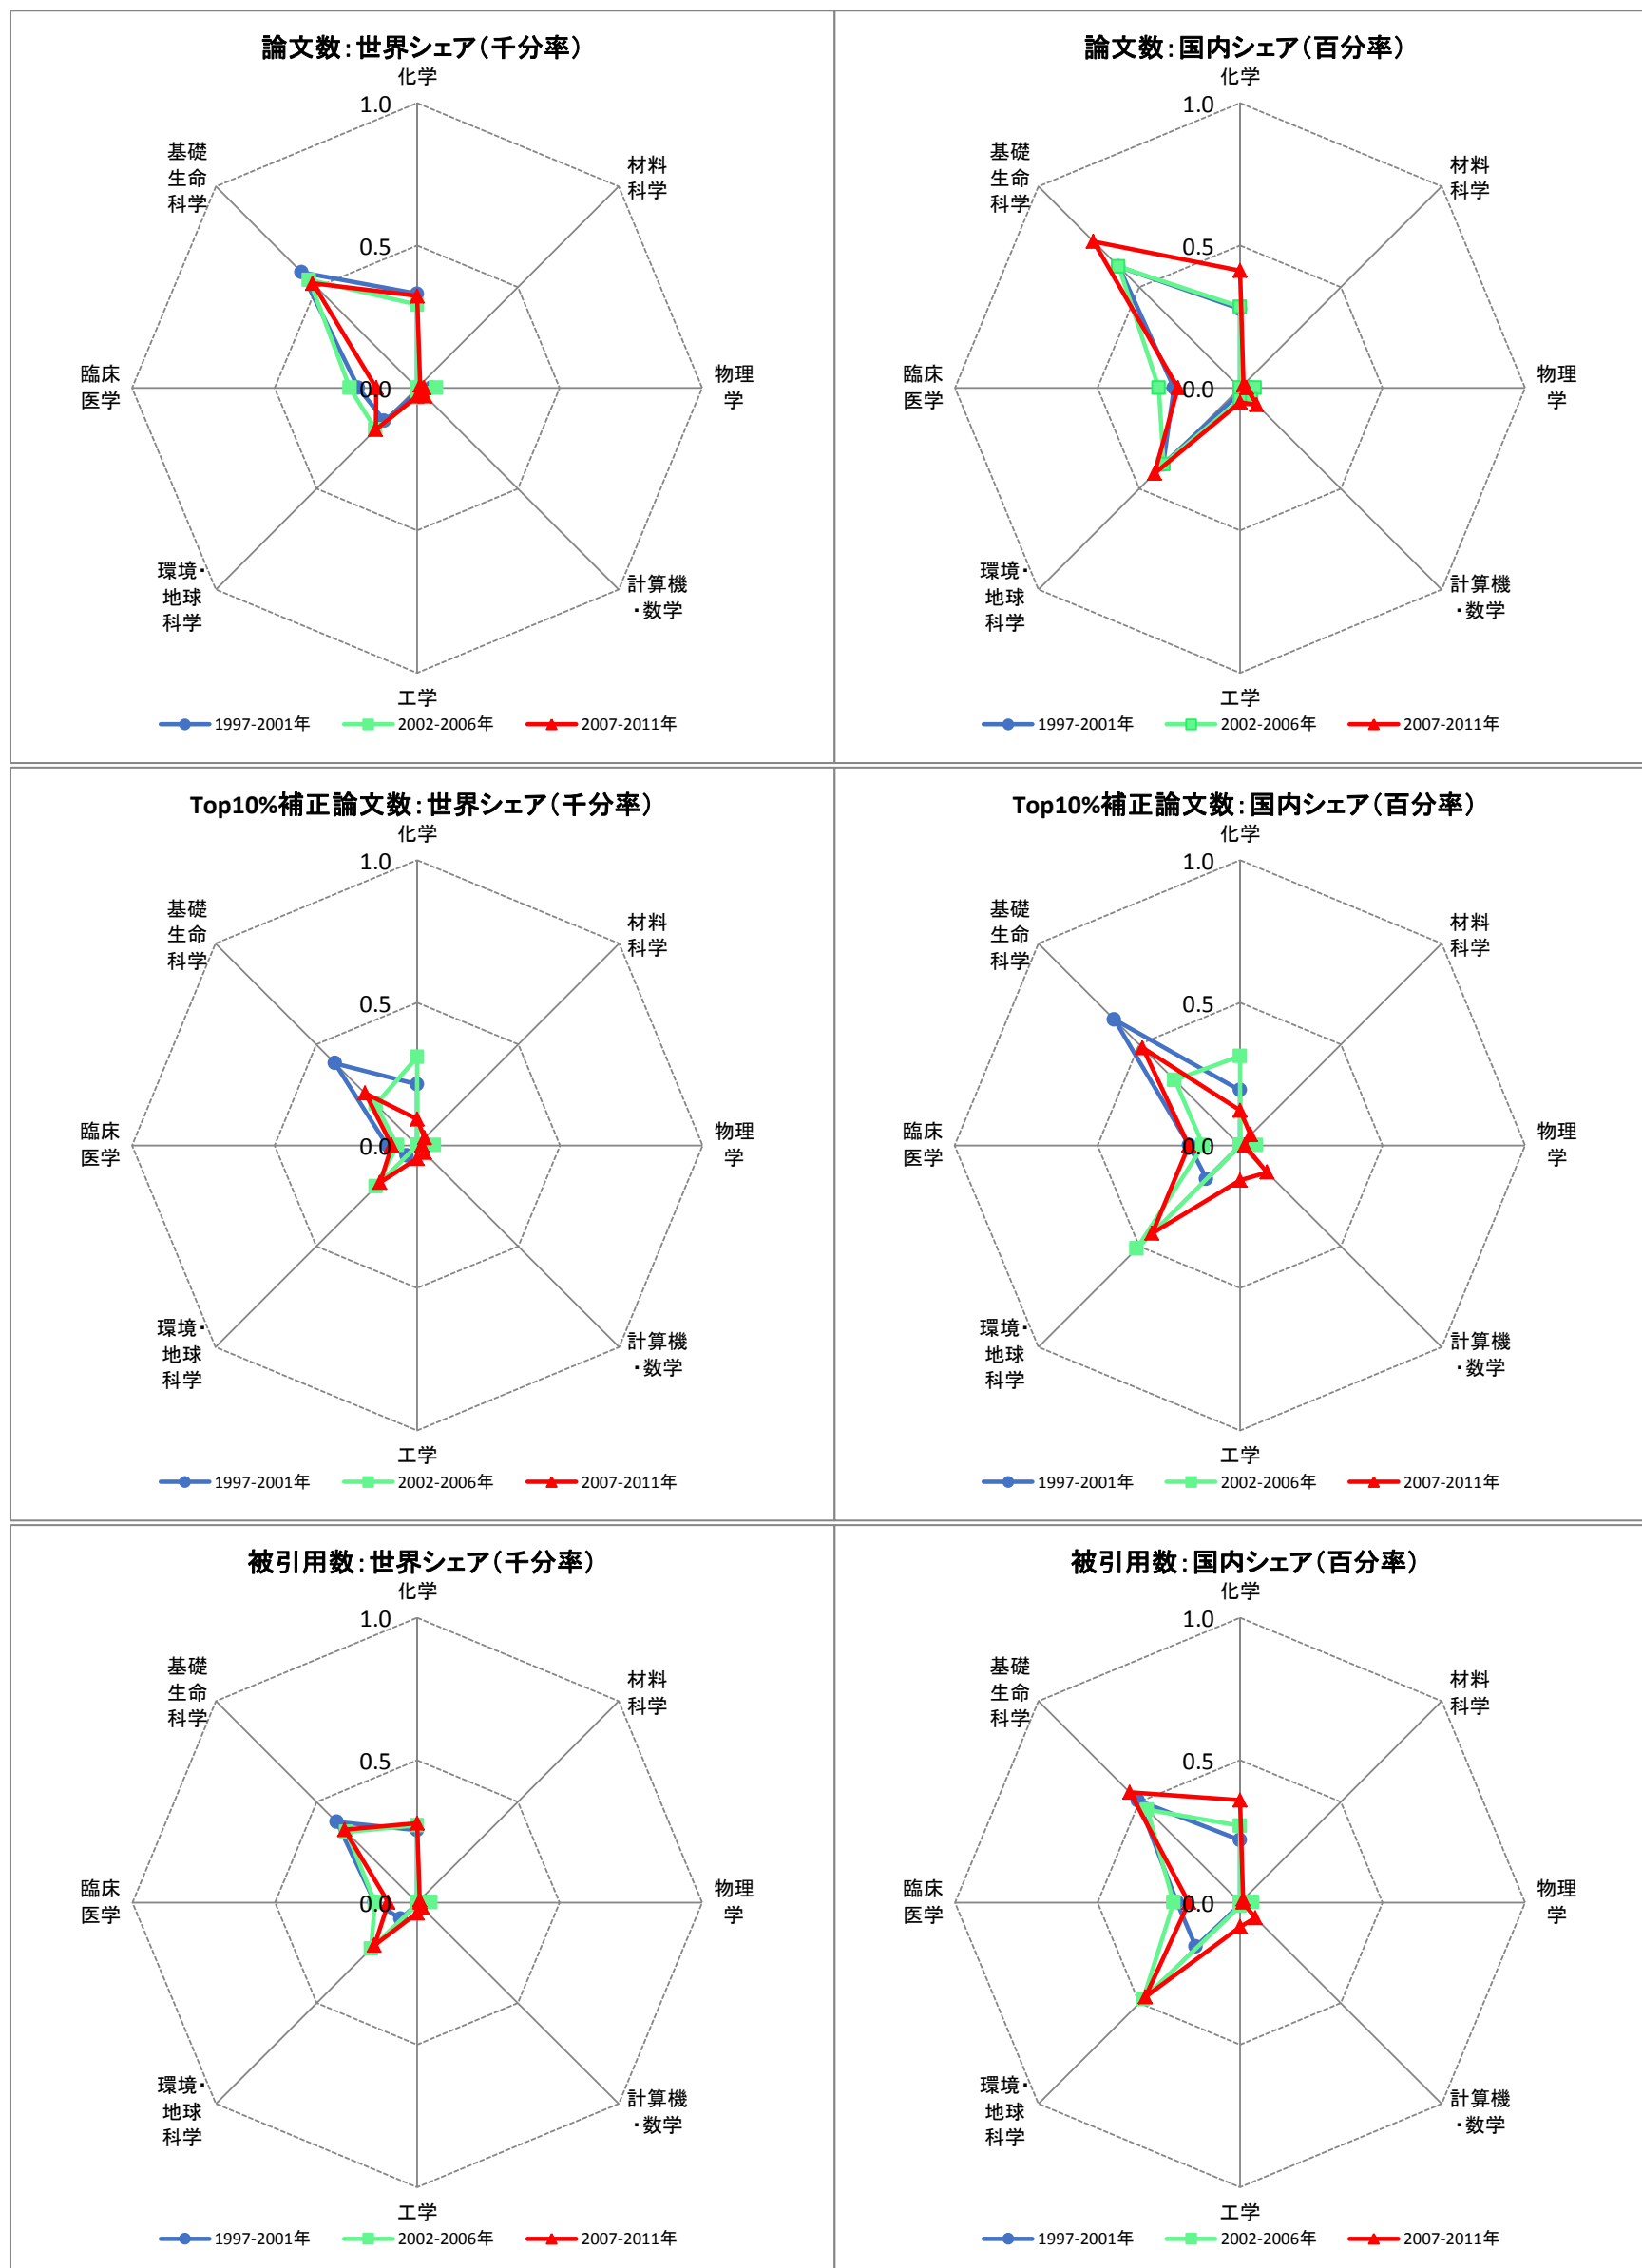 論文数：世界シェア（千分率）
化学
1.0
基礎
生命
科学
材料
科学
0.5
臨床
医学
0.0
物理
学
環境・
地球
科学
計算機
・数学
工学
1997-2001年 2002-2006年 2007-2011年
論文数：国内シェア（百分率）
化学
1.0
基礎
生命
科学
材料
科学
0.5
臨床
医学
0.0
物理
学
環境・
地球
科学
計算機
・数学
工学
1997-2001年 2002-2006年 2007-2011年
Top10%補正論文数：世界シェア（千分率）
化学
1.0
基礎
生命
科学
材料
科学
0.5
臨床
医学
0.0
物理
学
環境・
地球
科学
計算機
・数学
工学
1997-2001年 2002-2006年 2007-2011年
Top10%補正論文数：国内シェア（百分率）
化学
1.0
基礎
生命
科学
材料
科学
0.5
臨床
医学
0.0
物理
学
環境・
地球
科学
計算機
・数学
工学
1997-2001年 2002-2006年 2007-2011年
被引用数：世界シェア（千分率）
化学
1.0
基礎
生命
科学
材料
科学
0.5
臨床
医学
0.0
物理
学
環境・
地球
科学
計算機
・数学
工学
1997-2001年 2002-2006年 2007-2011年
被引用数：国内シェア（百分率）
化学
1.0
基礎
生命
科学
材料
科学
0.5
臨床
医学
0.0
物理
学
環境・
地球
科学
計算機
・数学
工学
1997-2001年 2002-2006年 2007-2011年